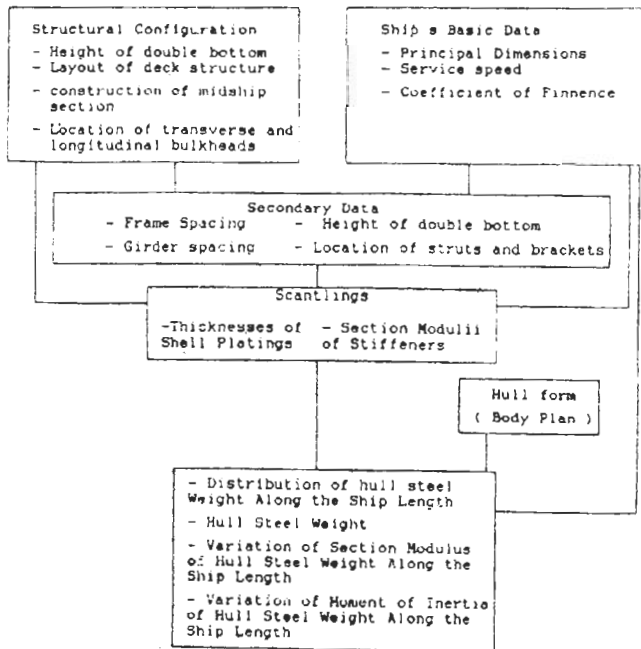 Structural Configuration
- Height of double bottom
- Layout of deck structure
- construction of midship
section
- Location of transverse and
longitudinal bulkheads
Ship s Basic Data
- Principal Dimensions
- Service speed
- Coefficient of Finnence
Secondary Data
- Frame Spacing - Height of double bottom
- Girder spacing - Location of struts and brackets
Scantlings
-Thicknesses of - Section Modulii
Shell Platings of Stiffeners
Hull form
( Body Plan )
- Distribution of hull steel
Weight Along the Ship Length
- Hull Steel Weight
- Variation of Section Modulus
of Hull Steel Weight Along the
Ship Length
- Variation of Moment of Inertia
of Hull Steel Weight Along the
Ship Length